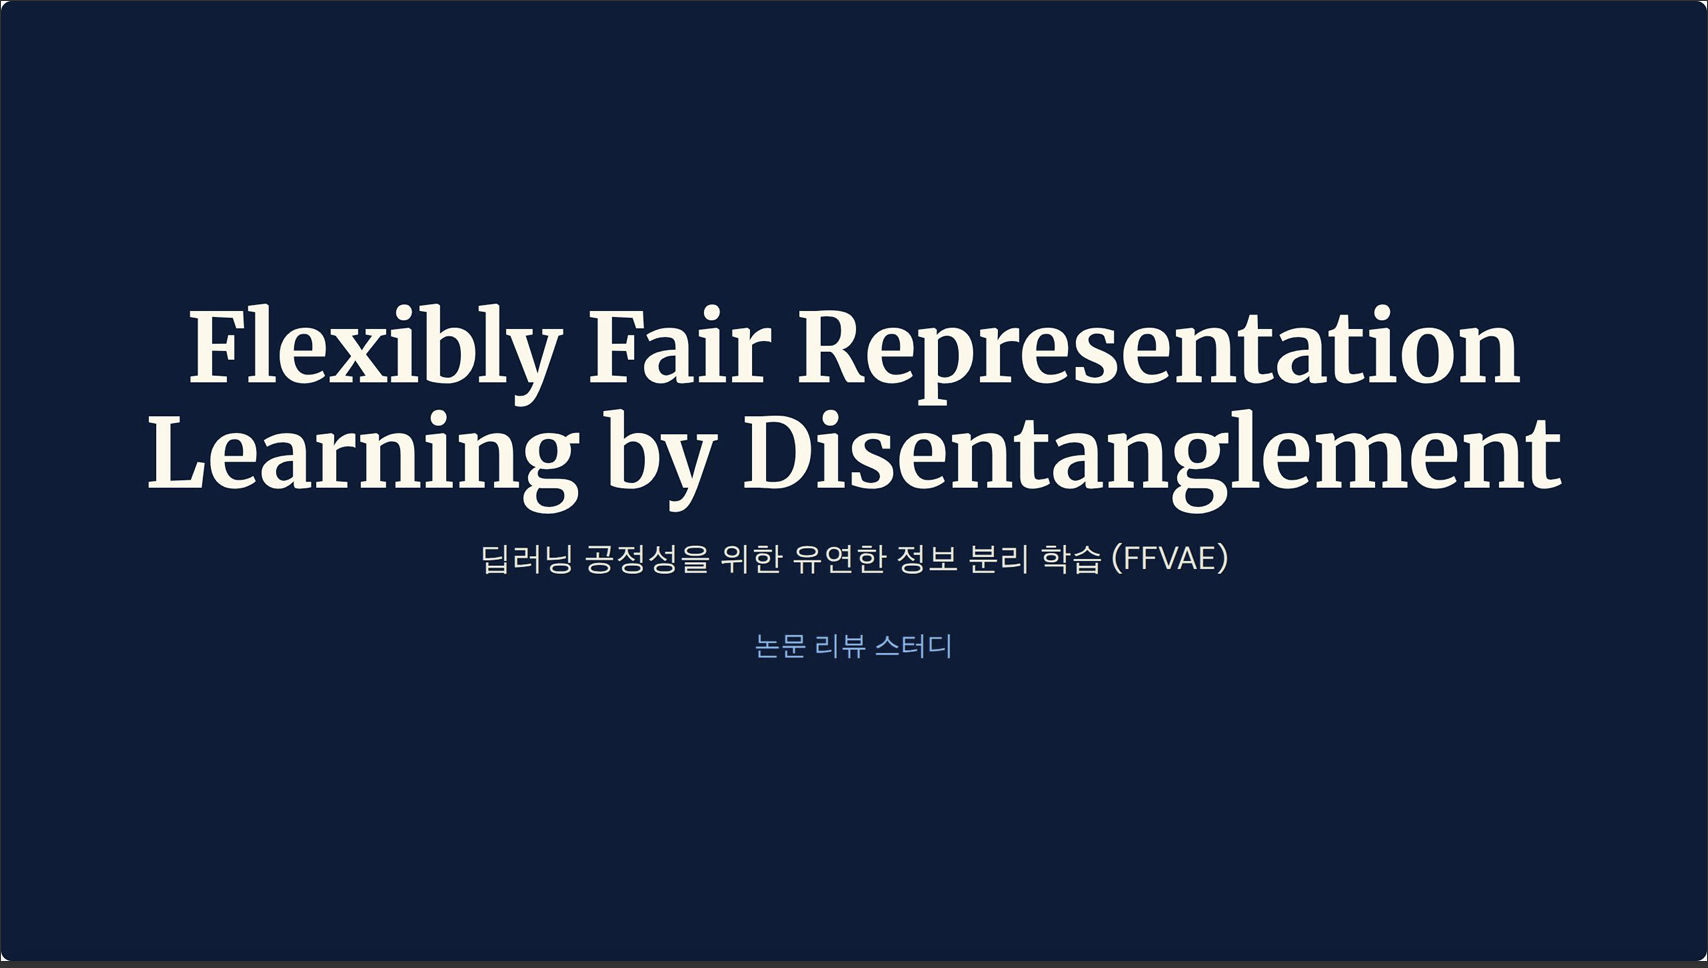 Flexibly Fair Representation
Learning by Disentanglement
딥러닝 공정성을 위한 유연한 정보 분리 학습 (FFVAE)
논문 리뷰 스터디